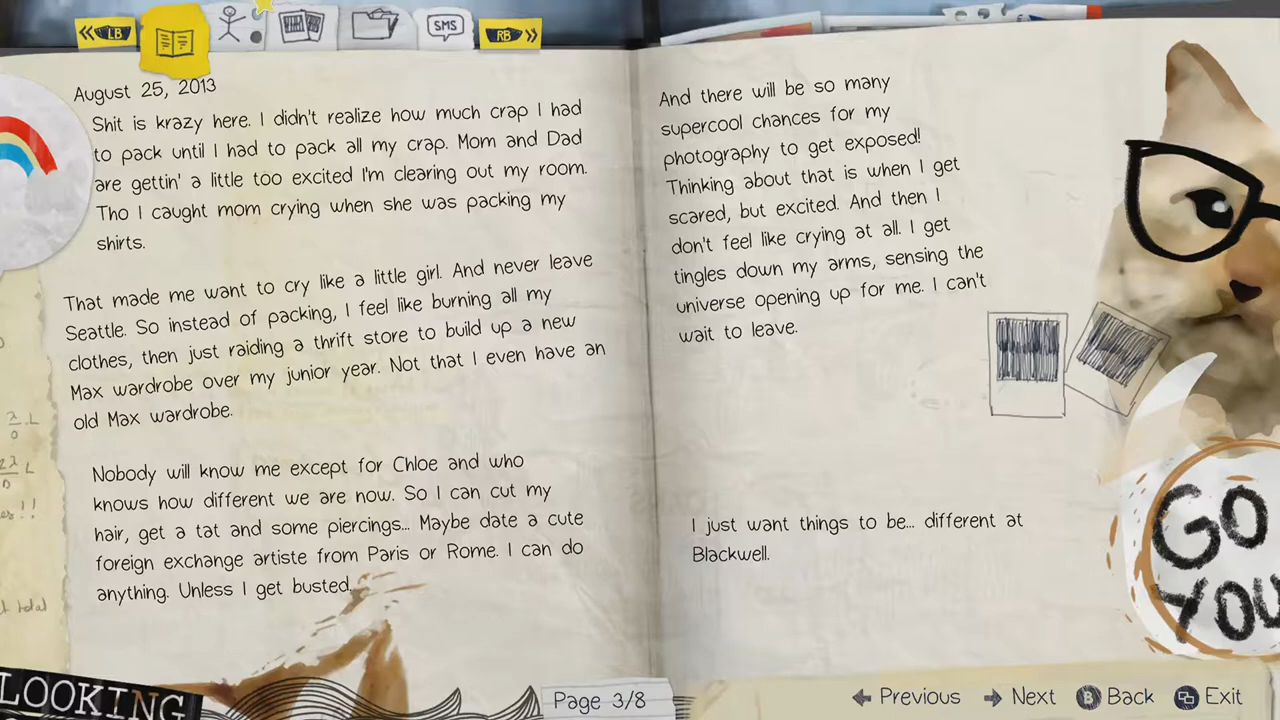 LB
SMS
RB
August 25, 2013
Shit is krazy here. I didn't realize how much crap I had
to pack until I had to pack all my crap. Mom and Dad
are gettin' a little too excited I'm clearing out my room.
Tho I caught mom crying when she was packing my
shirts.
That made me want to cry like a little girl. And never leave
Seattle. So instead of packing, I feel like burning all my
clothes, then just raiding a thrift store to build up a new
Max wardrobe over my junior year. Not that I even have an
old Max wardrobe.
Nobody will know me except for Chloe and who
knows how different we are now. So I can cut my
hair, get a tat and some piercings... Maybe date a cute
foreign exchange artiste from Paris or Rome. I can do
anything. Unless I get busted.
And there will be so many
supercool chances for my
photography to get exposed!
Thinking about that is when I get
scared, but excited. And then I
don't feel like crying at all. I get
tingles down my arms, sensing the
universe opening up for me. I can't
wait to leave.
I just want things to be... different at
Blackwell.
GO
YOU
LOOKING
Page 3/8
Previous
Next
B Back
Exit